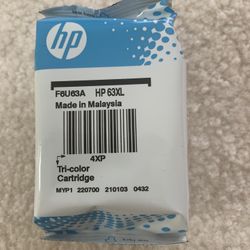 hp
F6U63A HP 63XL
Made in Malaysia
4XP
Tri-color
Cartridge
MYP1 220700 210103 0432